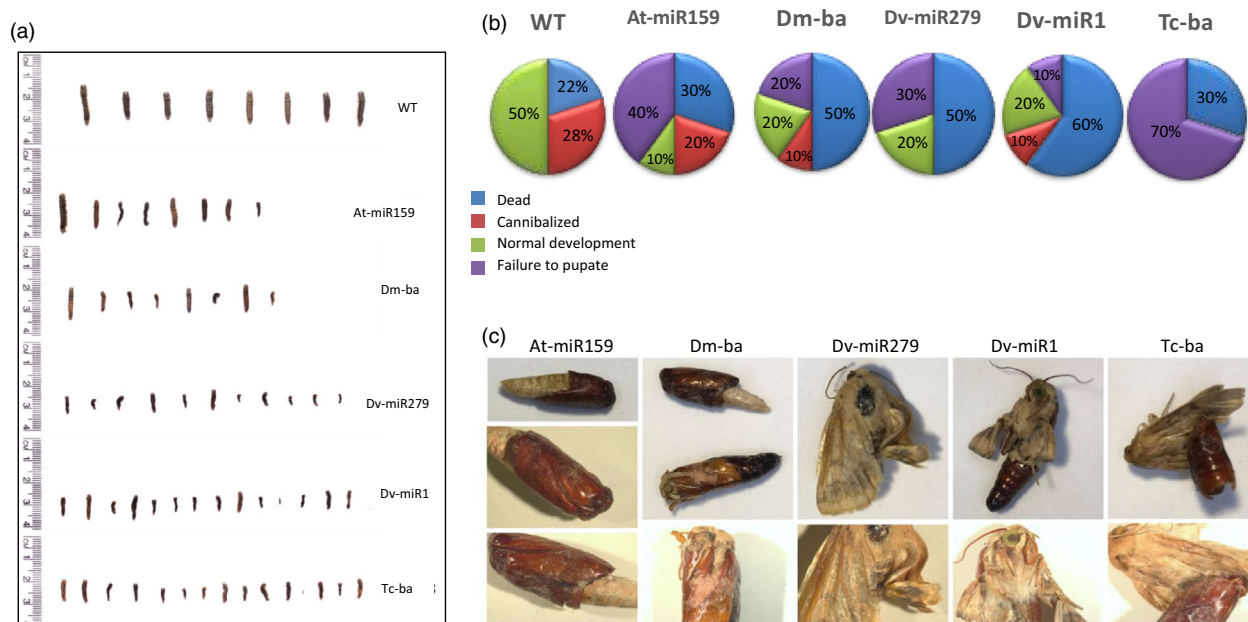 (a)
WT
At-miR159
Dm-ba
Dv-miR279
Dv-miR1
Tc-ba
(b)
WT At-miR159 Dm-ba Dv-miR279 Dv-miR1 Tc-ba
50% 22% 28%
40% 30% 20% 10%
20% 50% 20% 10%
30% 50% 20%
10% 20% 60% 10%
30% 70%
Dead
Cannibalized
Normal development
Failure to pupate
(c)
At-miR159 Dm-ba Dv-miR279 Dv-miR1 Tc-ba